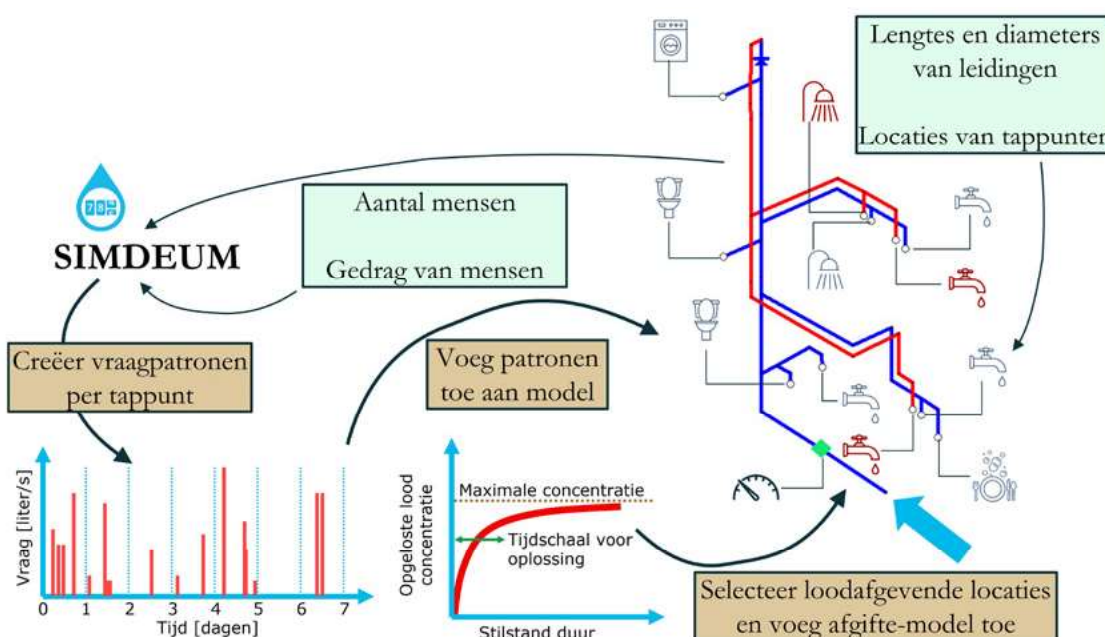 Lengtes en diameters
van leidingen
Locaties van tappunten
Aantal mensen
Gedrag van mensen
SIMDEUM
Creëer vraagpatronen
per tappunt
Voeg patronen
toe aan model
Vraag [liter/s]
0 1 2 3 4 5 6 7
Tijd [dagen]
Opgeloste lood
concentratie
Maximale concentratie
Tijdschaal voor
oplossing
Stilstand duur
Selecteer loodafgevende locaties
en voeg afgifte-model toe